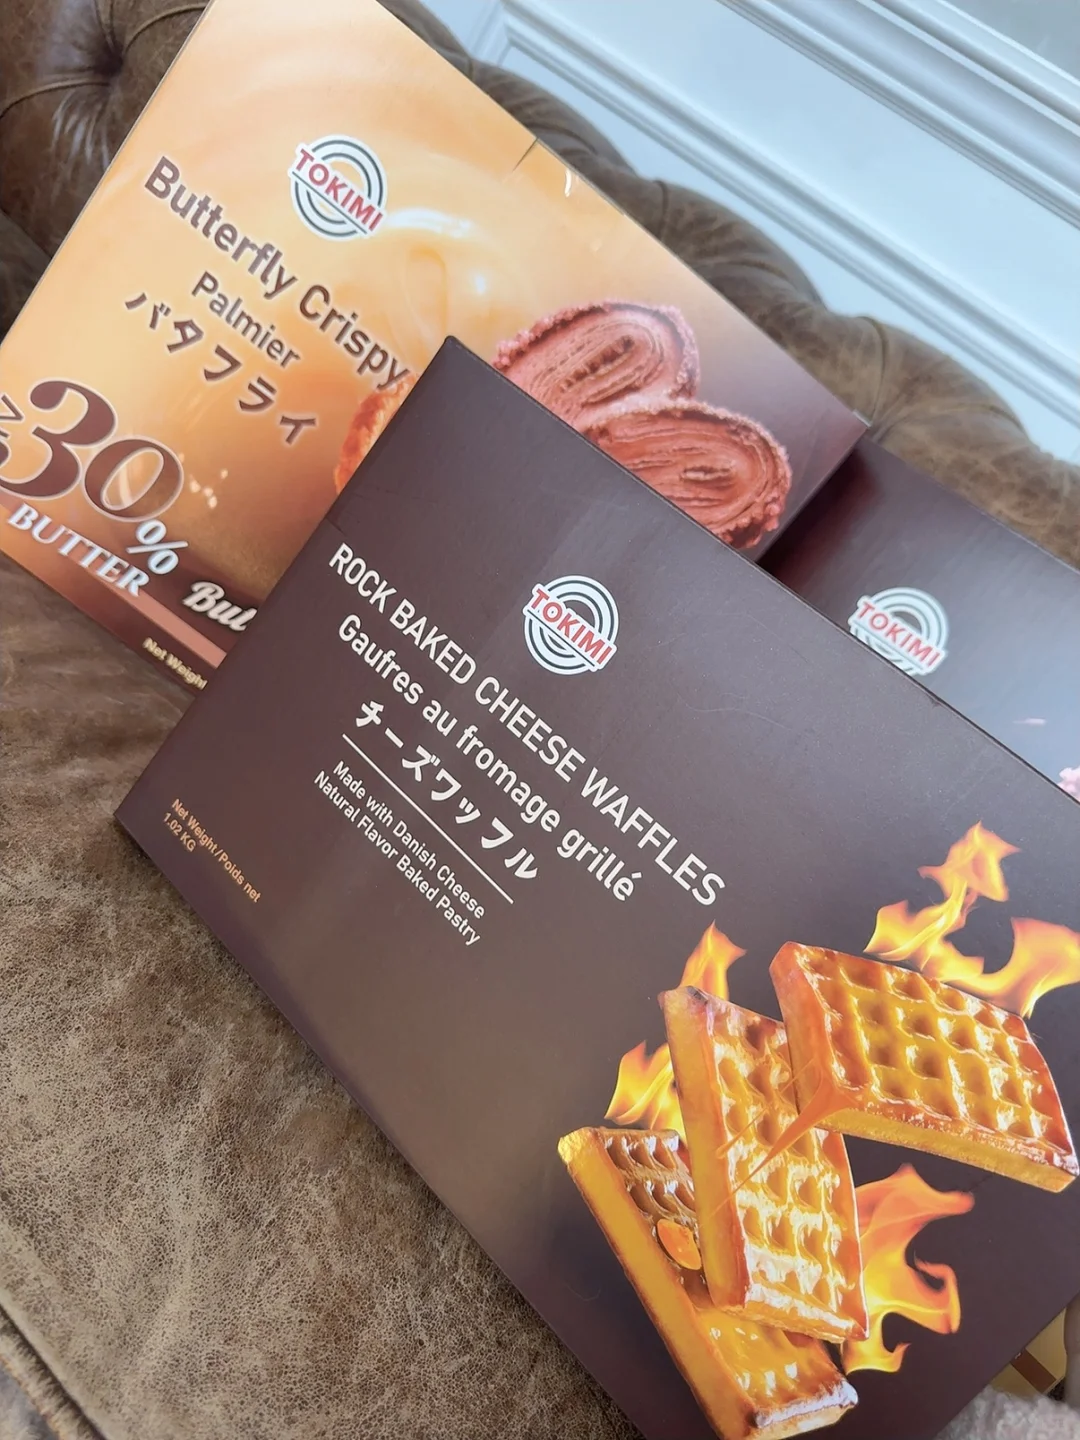 TOKIMI
Butterfly Crispy
Palmier
バタフライ
30%
BUTTER
Net Weight
TOKIMI
ROCK BAKED CHEESE WAFFLES
Gaufres au fromage grillé
チーズワッフル
Made with Danish Cheese
Natural Flavor Baked Pastry
Net Weight/Poids net
1.02 KG
TOKIMI